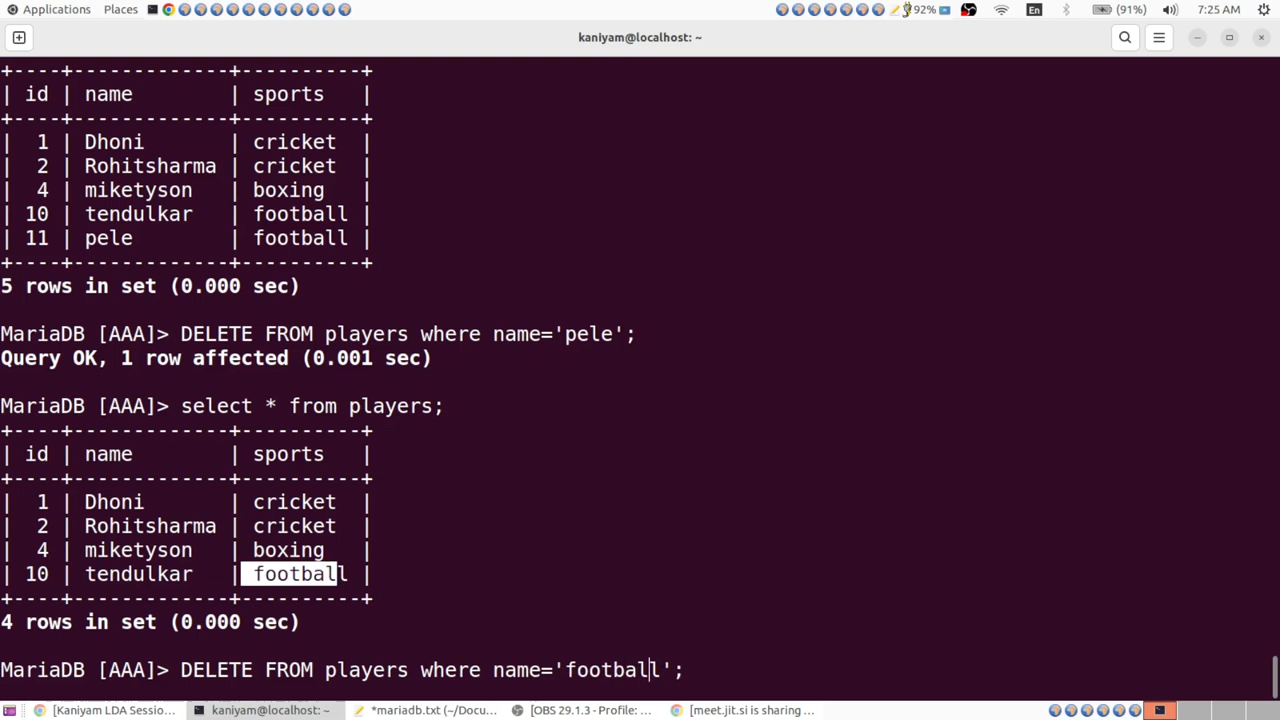 Applications Places 92% En (91%) 7:25 AM
kaniyam@localhost: ~
+----+-------------+----------+
| id | name        | sports   |
+----+-------------+----------+
|  1 | Dhoni       | cricket  |
|  2 | Rohitsharma | cricket  |
|  4 | miketyson   | boxing   |
| 10 | tendulkar   | football |
| 11 | pele        | football |
+----+-------------+----------+
5 rows in set (0.000 sec)
MariaDB [AAA]> DELETE FROM players where name='pele';
Query OK, 1 row affected (0.001 sec)
MariaDB [AAA]> select * from players;
+----+-------------+----------+
| id | name        | sports   |
+----+-------------+----------+
|  1 | Dhoni       | cricket  |
|  2 | Rohitsharma | cricket  |
|  4 | miketyson   | boxing   |
| 10 | tendulkar   | football |
+----+-------------+----------+
4 rows in set (0.000 sec)
MariaDB [AAA]> DELETE FROM players where name='football';
[Kaniyam LDA Sessio... kaniyam@localhost: ~ *mariadb.txt (~/Docu... [OBS 29.1.3 - Profile: ... [meet.jit.si is sharing ...